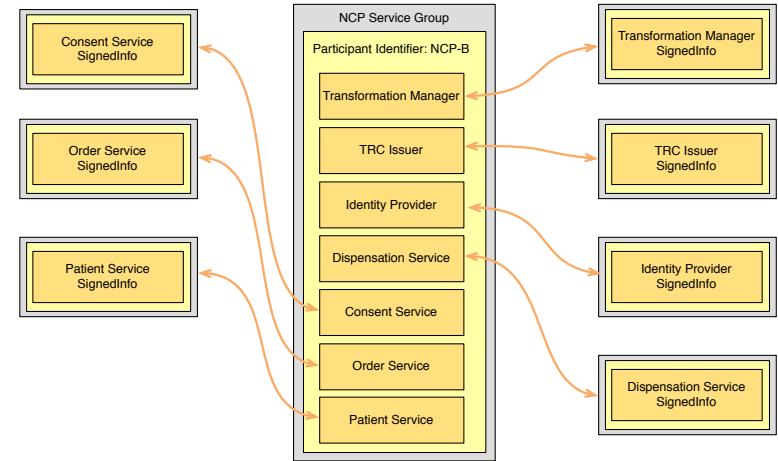 Consent Service
SignedInfo
Order Service
SignedInfo
Patient Service
SignedInfo
NCP Service Group
Participant Identifier: NCP-B
Transformation Manager
TRC Issuer
Identity Provider
Dispensation Service
Consent Service
Order Service
Patient Service
Transformation Manager
SignedInfo
TRC Issuer
SignedInfo
Identity Provider
SignedInfo
Dispensation Service
SignedInfo